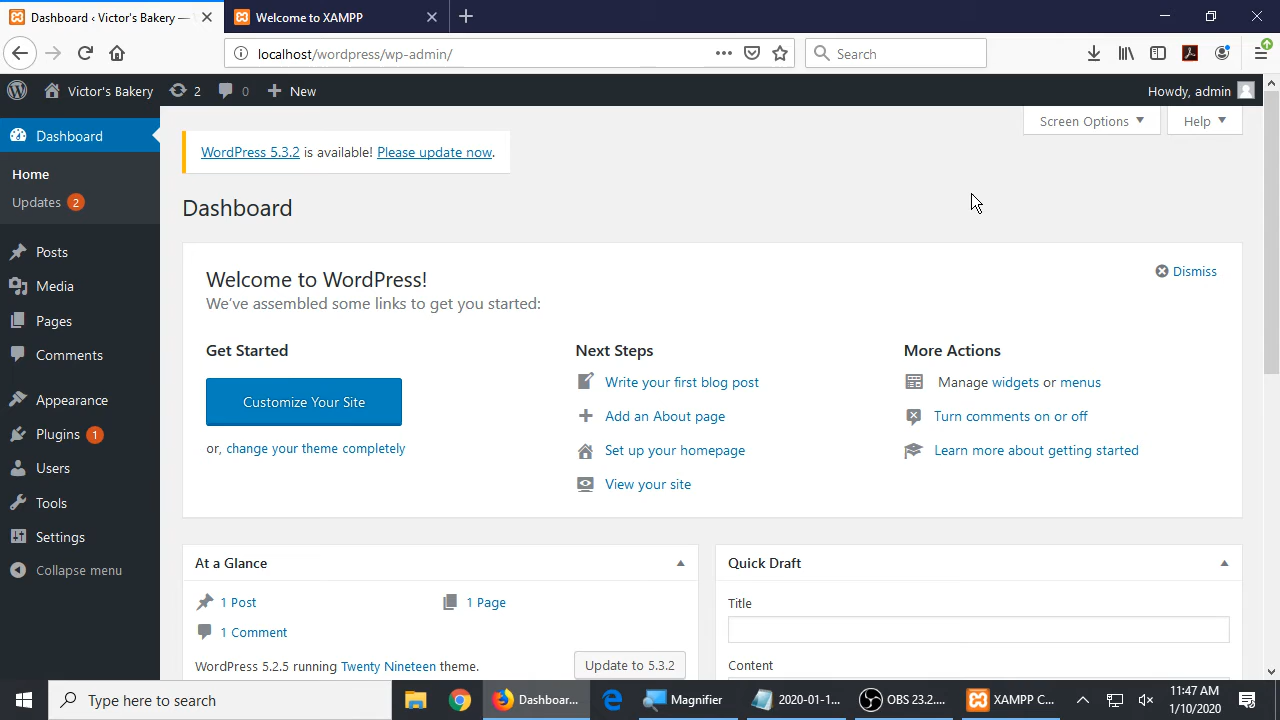 Dashboard ‹ Victor's Bakery —
Welcome to XAMPP
localhost/wordpress/wp-admin/
Search
Victor's Bakery
2
0
New
Howdy, admin
Dashboard
Home
Updates 2
Posts
Media
Pages
Comments
Appearance
Plugins 1
Users
Tools
Settings
Collapse menu
Screen Options
Help
WordPress 5.3.2 is available! Please update now.
Dashboard
Welcome to WordPress!
We've assembled some links to get you started:
Dismiss
Get Started
Customize Your Site
or, change your theme completely
Next Steps
Write your first blog post
Add an About page
Set up your homepage
View your site
More Actions
Manage widgets or menus
Turn comments on or off
Learn more about getting started
At a Glance
1 Post
1 Page
1 Comment
WordPress 5.2.5 running Twenty Nineteen theme.
Update to 5.3.2
Quick Draft
Title
Content
Type here to search
Dashboar...
Magnifier
2020-01-1...
OBS 23.2....
XAMPP C...
11:47 AM
1/10/2020